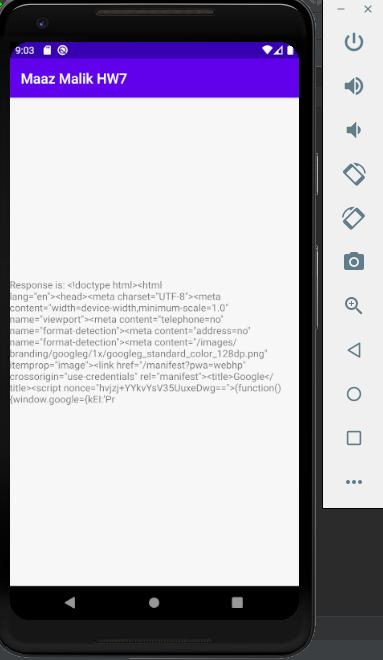 9:03
Maaz Malik HW7
Response is: <!doctype html><html
lang="en"><head><meta charset="UTF-8"><meta
content="width=device-width,minimum-scale=1.0"
name="viewport"><meta content="telephone=no"
name="format-detection"><meta content="address=no"
name="format-detection"><meta content="/images/
branding/googleg/1x/googleg_standard_color_128dp.png"
itemprop="image"><link href="/manifest?pwa=webhp"
crossorigin="use-credentials" rel="manifest"><title>Google</
title><script nonce="hvjzj+YYkvYsV35UuxeDwg==">(function()
{window.google={kEI:'Pr